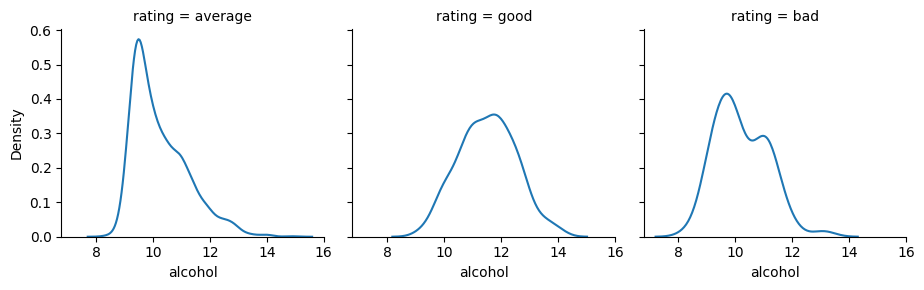 rating = average
rating = good
rating = bad
Density
0.6
0.5
0.4
0.3
0.2
0.1
0.0
8 10 12 14 16
8 10 12 14 16
8 10 12 14 16
alcohol
alcohol
alcohol